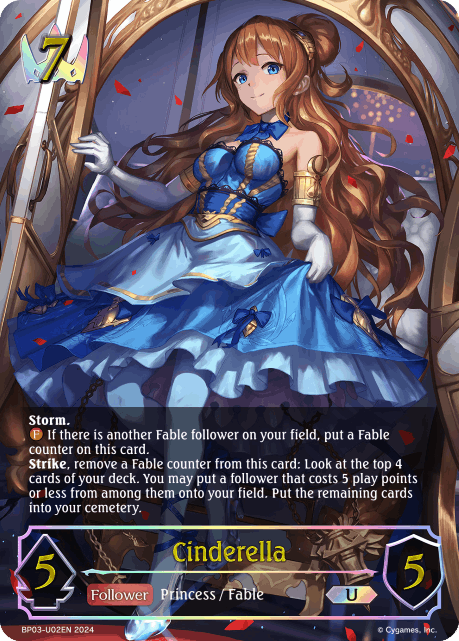 7
Storm.
F If there is another Fable follower on your field, put a Fable
counter on this card.
Strike, remove a Fable counter from this card: Look at the top 4
cards of your deck. You may put a follower that costs 5 play points
or less from among them onto your field. Put the remaining cards
into your cemetery.
Cinderella
5
Follower Princess / Fable U
5
BP03-U02EN 2024 © Cygames, Inc.